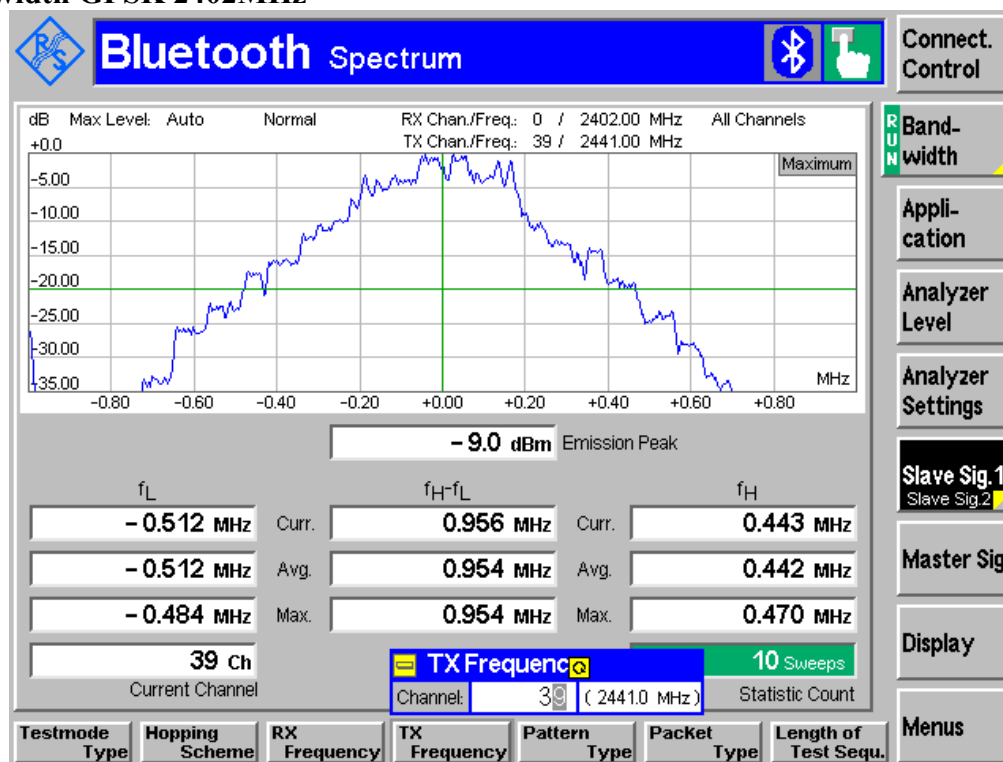 R&S
Bluetooth Spectrum
Connect.
Control
dB Max Level: Auto Normal RX Chan./Freq.: 0 / 2402.00 MHz All Channels
+0.0 TX Chan./Freq.: 39 / 2441.00 MHz
Maximum
-5.00
-10.00
-15.00
-20.00
-25.00
-30.00
-35.00 MHz
-0.80 -0.60 -0.40 -0.20 +0.00 +0.20 +0.40 +0.60 +0.80
-9.0 dBm Emission Peak
fL fH-fL fH
-0.512 MHz Curr. 0.956 MHz Curr. 0.443 MHz
-0.512 MHz Avg. 0.954 MHz Avg. 0.442 MHz
-0.484 MHz Max. 0.954 MHz Max. 0.470 MHz
39 Ch
Current Channel
TX Frequenc
Channel: 39 ( 2441.0 MHz )
10 Sweeps
Statistic Count
RUN
Band-
width
Appli-
cation
Analyzer
Level
Analyzer
Settings
Slave Sig.1
Slave Sig.2
Master Sig
Display
Menus
Testmode
Type
Hopping
Scheme
RX
Frequency
TX
Frequency
Pattern
Type
Packet
Type
Length of
Test Sequ.